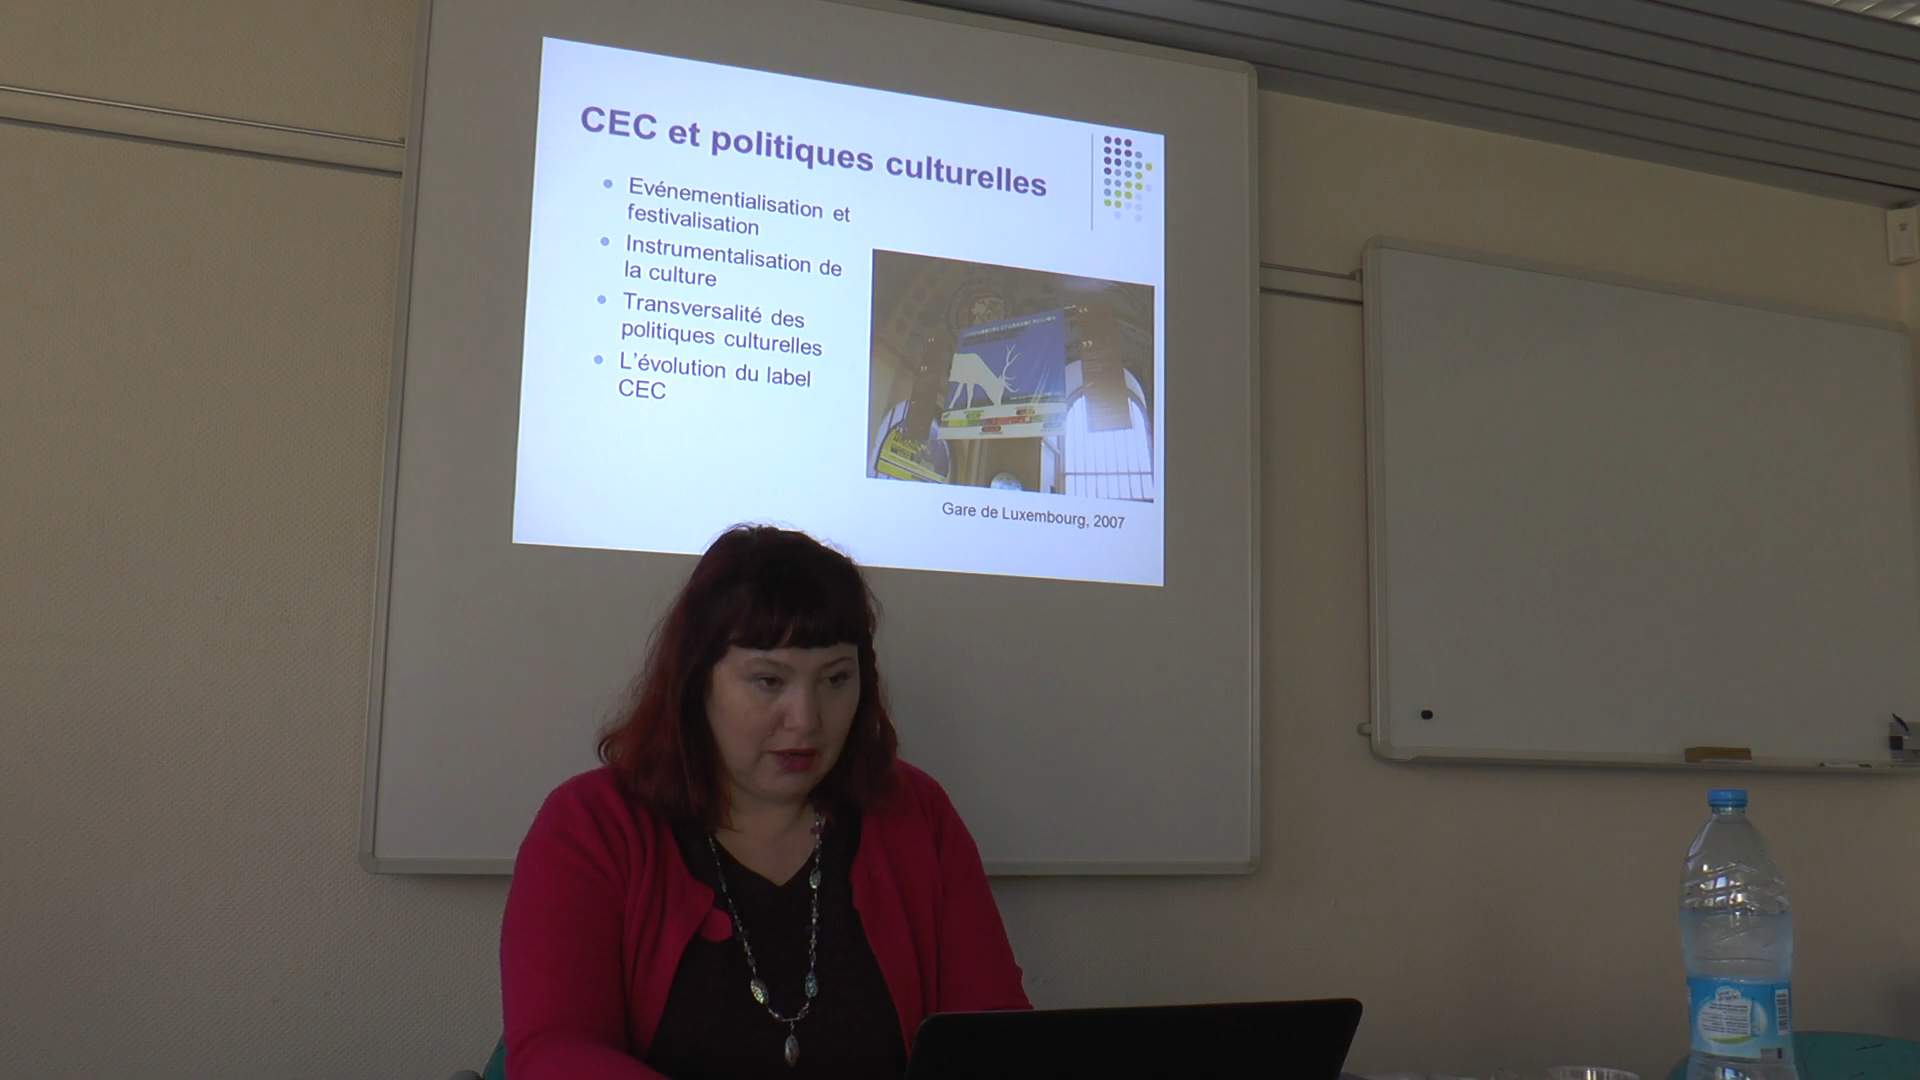 CEC et politiques culturelles
Evénementialisation et
festivalisation
Instrumentalisation de
la culture
Transversalité des
politiques culturelles
L'évolution du label
CEC
Gare de Luxembourg, 2007